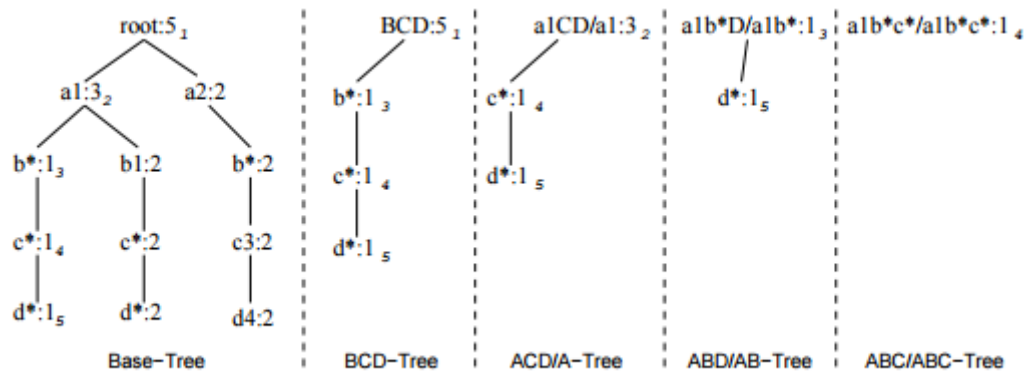 root:5 1
BCD:5 1
a1CD/a1:3 2
a1b*D/a1b*:1 3
a1b*c*/a1b*c*:1 4
a1:3 2
a2:2
b*:1 3
c*:1 4
d*:1 5
b*:1 3
b1:2
b*:2
c*:1 4
d*:1 5
c*:1 4
c*:2
c3:2
d*:1 5
d*:1 5
d*:2
d4:2
Base-Tree
BCD-Tree
ACD/A-Tree
ABD/AB-Tree
ABC/ABC-Tree